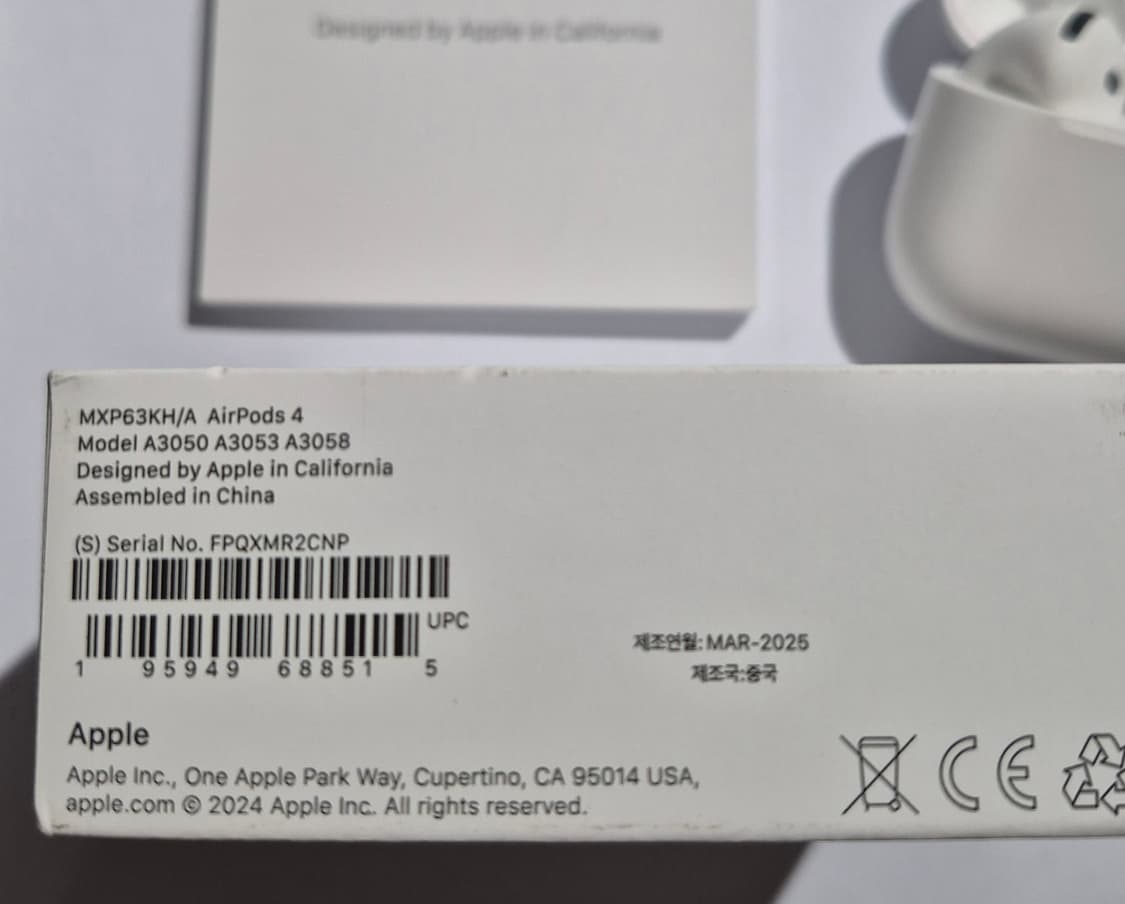 Designed by Apple in California
MXP63KH/A AirPods 4
Model A3050 A3053 A3058
Designed by Apple in California
Assembled in China
(S) Serial No. FPQXMR2CNP
UPC
1 95949 68851 5
제조연월: MAR-2025
제조국:중국
Apple
Apple Inc., One Apple Park Way, Cupertino, CA 95014 USA,
apple.com © 2024 Apple Inc. All rights reserved.
CE